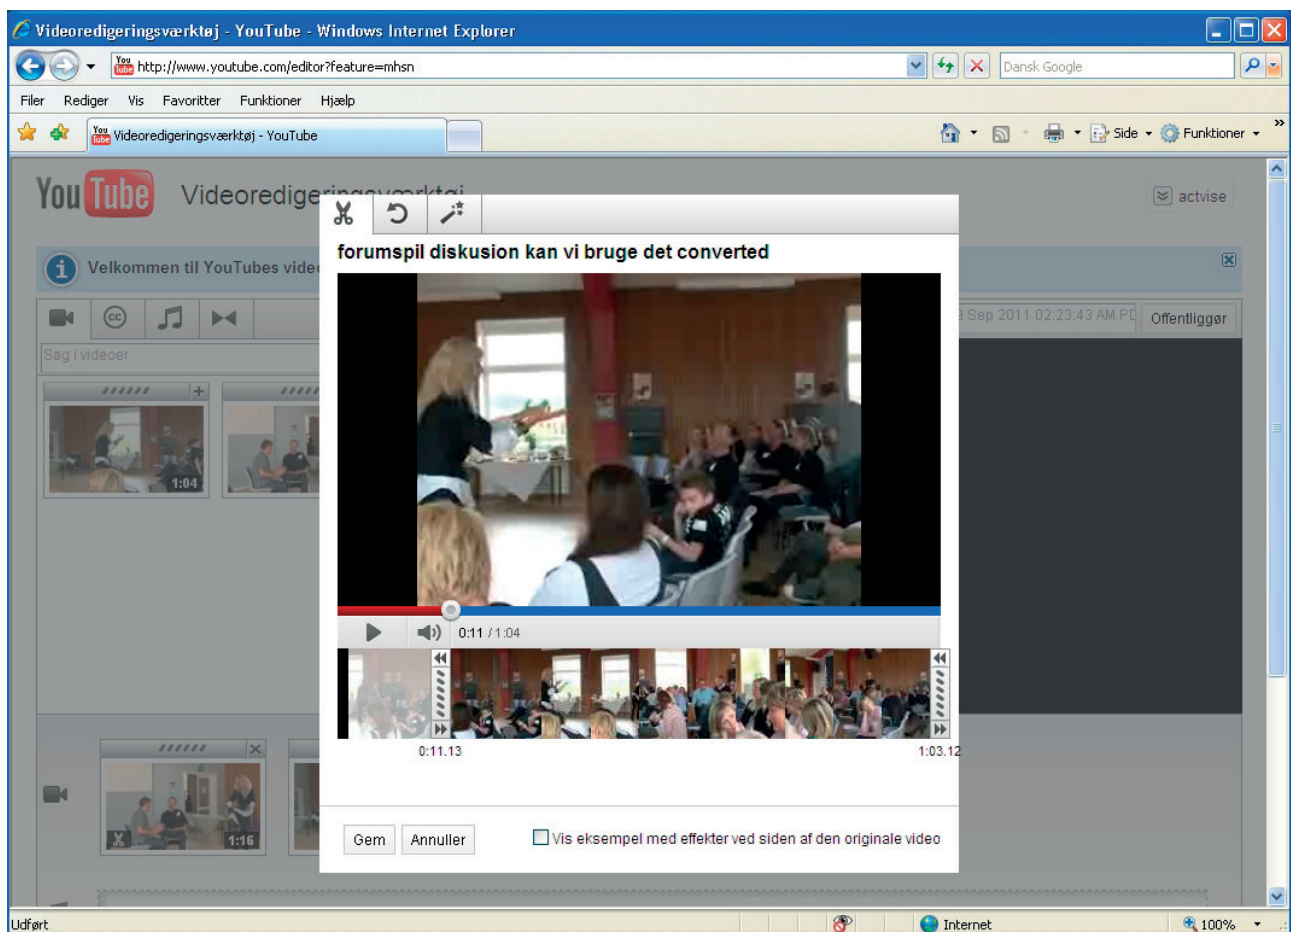 Videoredigeringsværktøj - YouTube - Windows Internet Explorer
http://www.youtube.com/editor?feature=mhsn
Dansk Google
Filer Rediger Vis Favoritter Funktioner Hjælp
Videoredigeringsværktøj - YouTube
Side Funktioner
YouTube Videoredigeringsværktøj
actvise
forumspil diskusion kan vi bruge det converted
Velkommen til YouTubes vide
cc
Sep 2011 02:23:43 AM PD
Offentliggør
Søg i videoer
1:04
0:11 / 1:04
0:11.13
1:03.12
1:16
Gem
Annuller
Vis eksempel med effekter ved siden af den originale video
Udført
Internet
100%